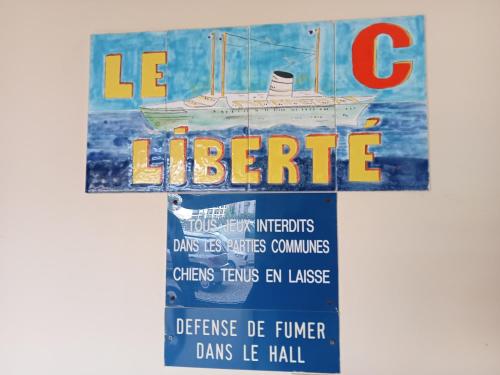 LE C
LIBERTÉ
TOUS JEUX INTERDITS
DANS LES PARTIES COMMUNES
CHIENS TENUS EN LAISSE
DEFENSE DE FUMER
DANS LE HALL